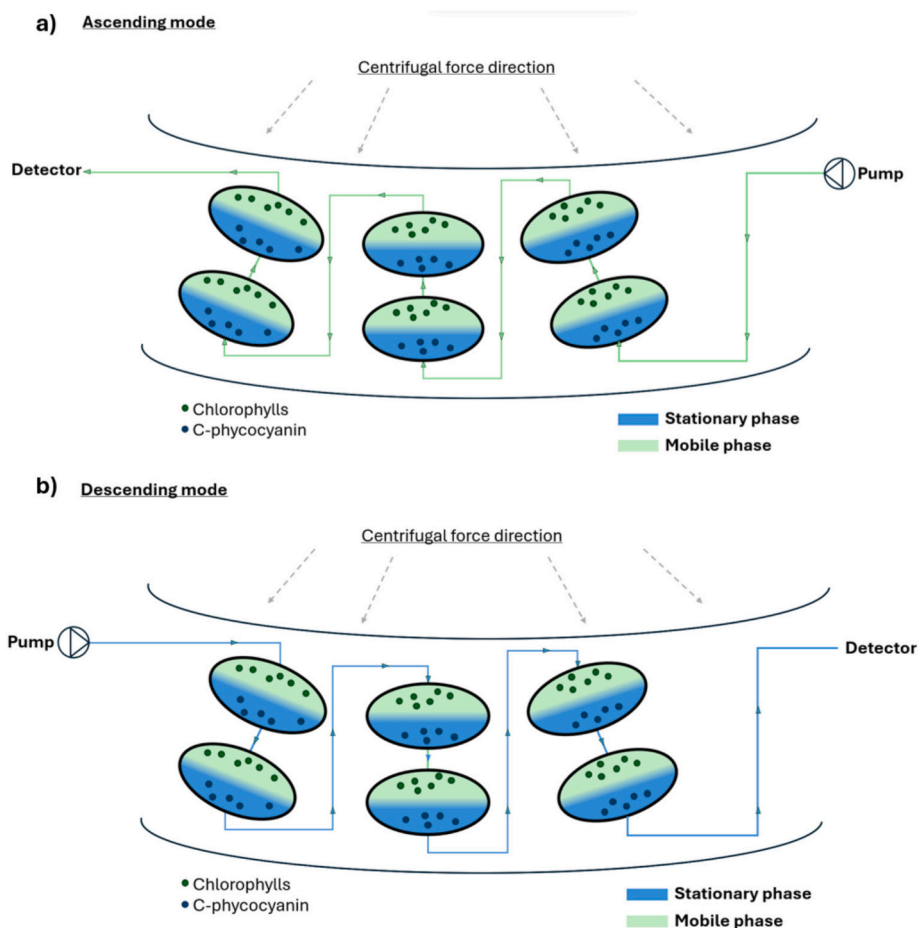 a) Ascending mode
Centrifugal force direction
Detector
Pump
Chlorophylls
C-phycocyanin
Stationary phase
Mobile phase
b) Descending mode
Centrifugal force direction
Pump
Detector
Chlorophylls
C-phycocyanin
Stationary phase
Mobile phase